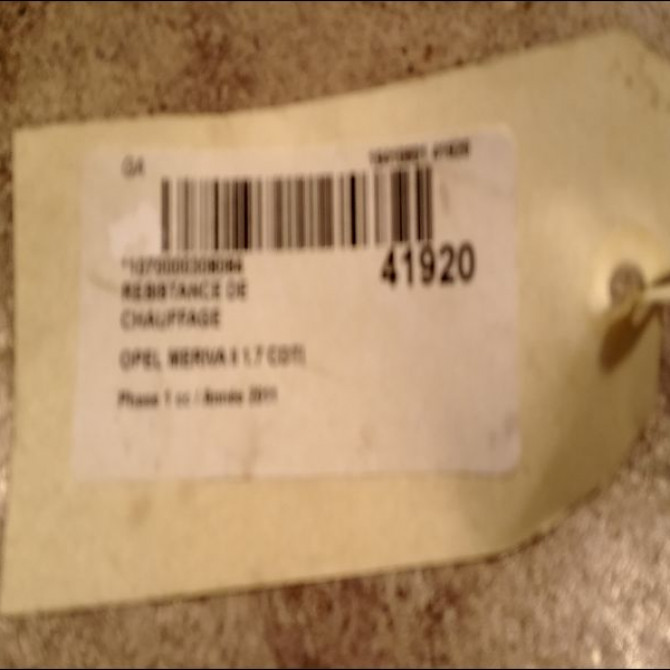 41920
RESISTANCE DE
CHAUFFAGE
OPEL MERIVA II 1.7 CDTI
Phase 1 cc / Année 2011